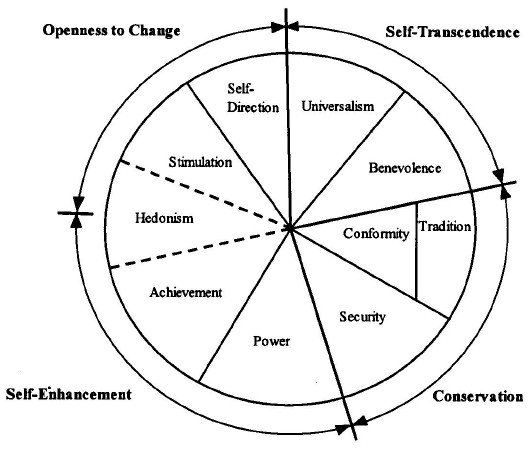 Openness to Change
Self-Transcendence
Self-
Direction
Universalism
Stimulation
Benevolence
Hedonism
Conformity
Tradition
Achievement
Security
Power
Self-Enhancement
Conservation